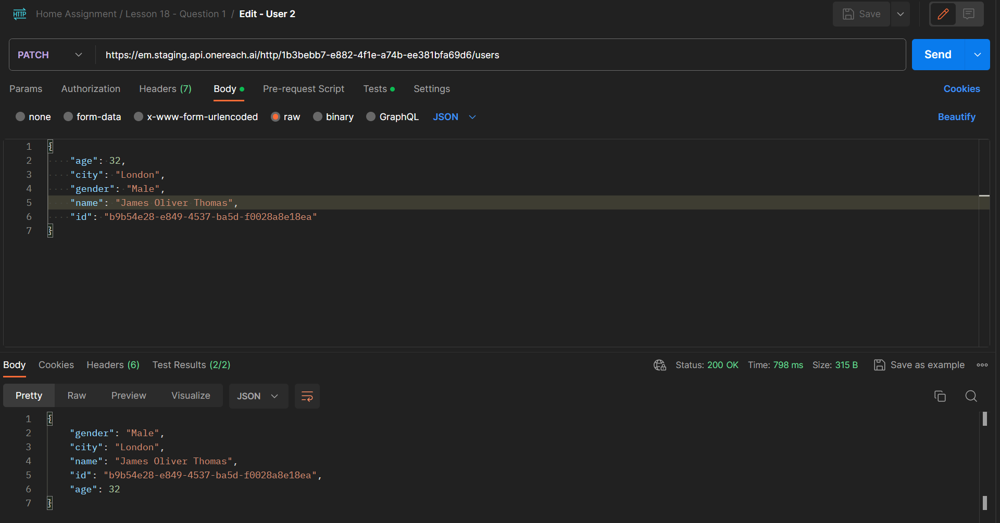 HTTP Home Assignment / Lesson 18 - Question 1 / Edit - User 2 Save
PATCH https://em.staging.api.onereach.ai/http/1b3bebb7-e882-4f1e-a74b-ee381bfa69d6/users Send
Params Authorization Headers (7) Body Pre-request Script Tests Settings Cookies
none form-data x-www-form-urlencoded raw binary GraphQL JSON Beautify
1 {
2 "age": 32,
3 "city": "London",
4 "gender": "Male",
5 "name": "James Oliver Thomas",
6 "id": "b9b54e28-e849-4537-ba5d-f0028a8e18ea"
7 }
Body Cookies Headers (6) Test Results (2/2) Status: 200 OK Time: 798 ms Size: 315 B Save as example
Pretty Raw Preview Visualize JSON
1 {
2 "gender": "Male",
3 "city": "London",
4 "name": "James Oliver Thomas",
5 "id": "b9b54e28-e849-4537-ba5d-f0028a8e18ea",
6 "age": 32
7 }